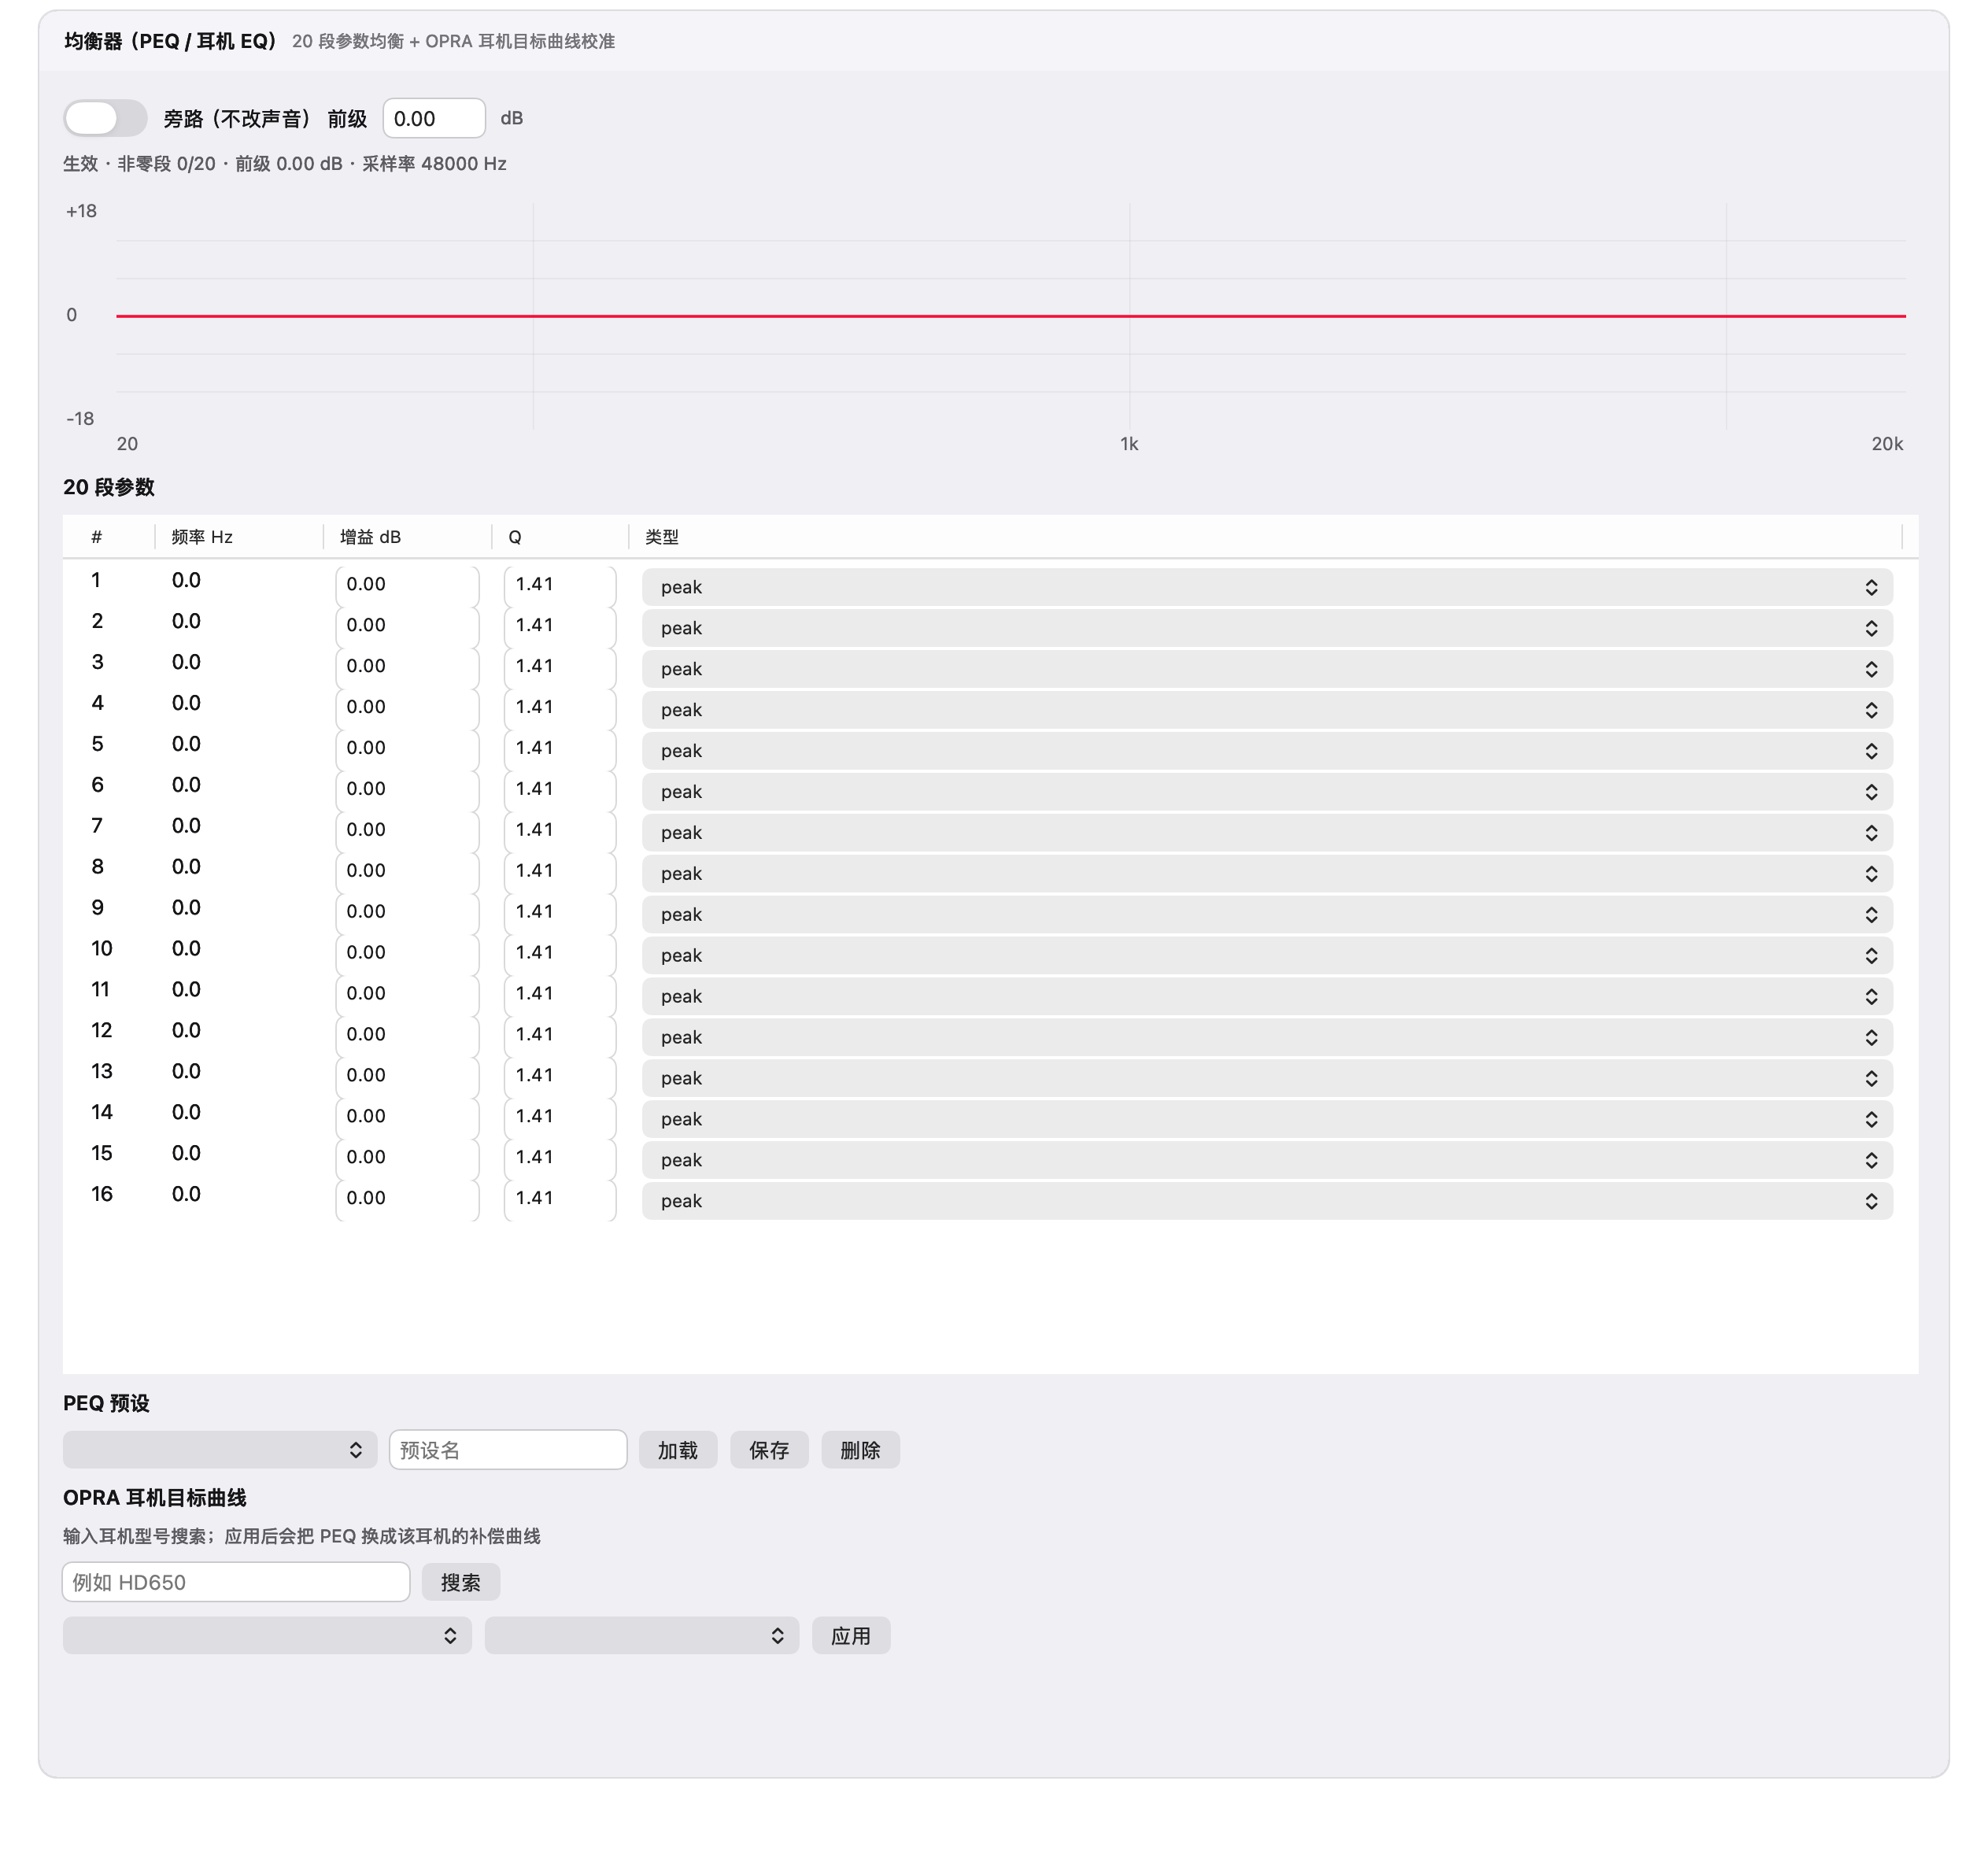 均衡器（PEQ / 耳机 EQ） 20 段参数均衡 + OPRA 耳机目标曲线校准
旁路（不改声音） 前级 0.00 dB
生效 · 非零段 0/20 · 前级 0.00 dB · 采样率 48000 Hz
+18
0
-18
20 1k 20k
20 段参数
# 频率 Hz 增益 dB Q 类型
1 0.0 0.00 1.41 peak
2 0.0 0.00 1.41 peak
3 0.0 0.00 1.41 peak
4 0.0 0.00 1.41 peak
5 0.0 0.00 1.41 peak
6 0.0 0.00 1.41 peak
7 0.0 0.00 1.41 peak
8 0.0 0.00 1.41 peak
9 0.0 0.00 1.41 peak
10 0.0 0.00 1.41 peak
11 0.0 0.00 1.41 peak
12 0.0 0.00 1.41 peak
13 0.0 0.00 1.41 peak
14 0.0 0.00 1.41 peak
15 0.0 0.00 1.41 peak
16 0.0 0.00 1.41 peak
PEQ 预设
预设名 加载 保存 删除
OPRA 耳机目标曲线
输入耳机型号搜索；应用后会把 PEQ 换成该耳机的补偿曲线
例如 HD650 搜索
应用